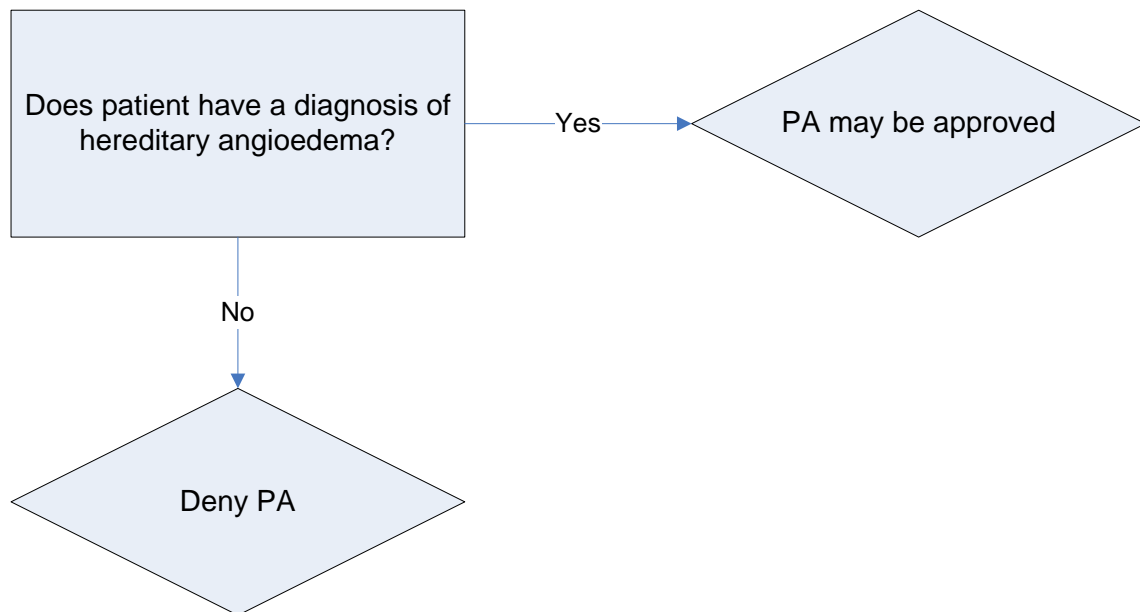 Does patient have a diagnosis of
hereditary angioedema?
Yes
PA may be approved
No
Deny PA